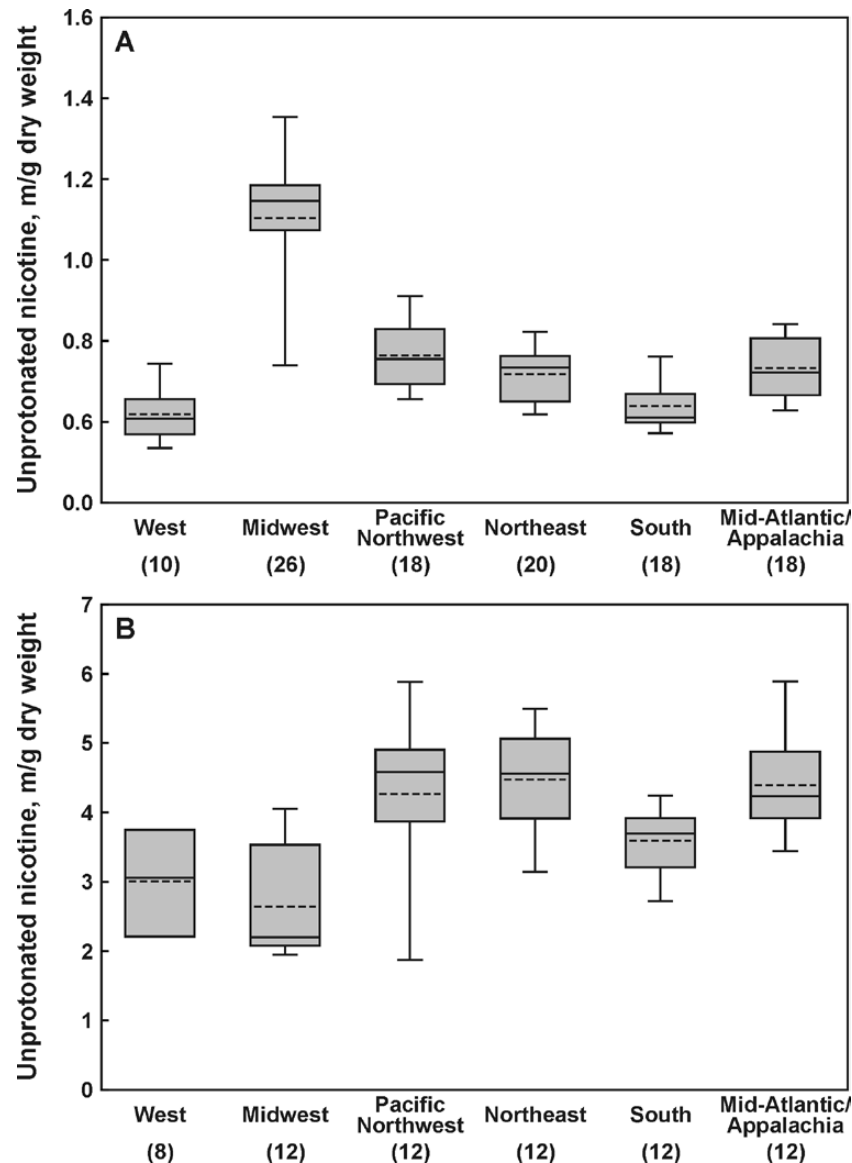 A
Unprotonated nicotine, m/g dry weight
1.6
1.4
1.2
1.0
0.8
0.6
0.0
West Midwest Pacific Northwest Northeast South Mid-Atlantic/ Appalachia
(10) (26) (18) (20) (18) (18)
B
Unprotonated nicotine, m/g dry weight
7
6
5
4
3
2
1
0
West Midwest Pacific Northwest Northeast South Mid-Atlantic/ Appalachia
(8) (12) (12) (12) (12) (12)